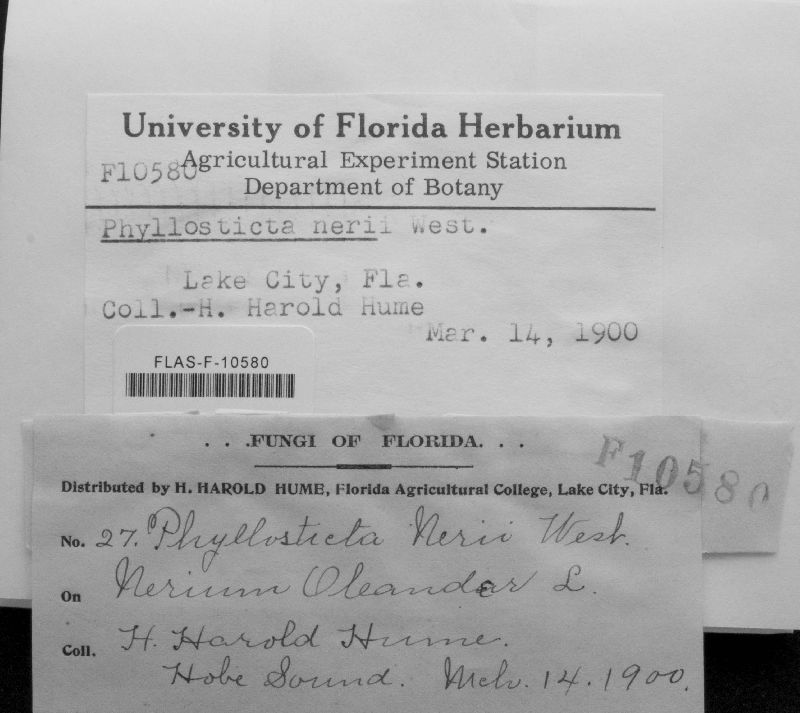 University of Florida Herbarium
F10580
Agricultural Experiment Station
Department of Botany
Phyllosticta nerii West.
Lake City, Fla.
Coll.-H. Harold Hume
Mar. 14, 1900
FLAS-F-10580
. . .FUNGI OF FLORIDA. . .
F10580
Distributed by H. HAROLD HUME, Florida Agricultural College, Lake City, Fla.
No. 27. Phyllosticta Nerii West.
On Nerium Oleander L.
Coll. H. Harold Hume.
Hobe Sound. Mch. 14. 1900.